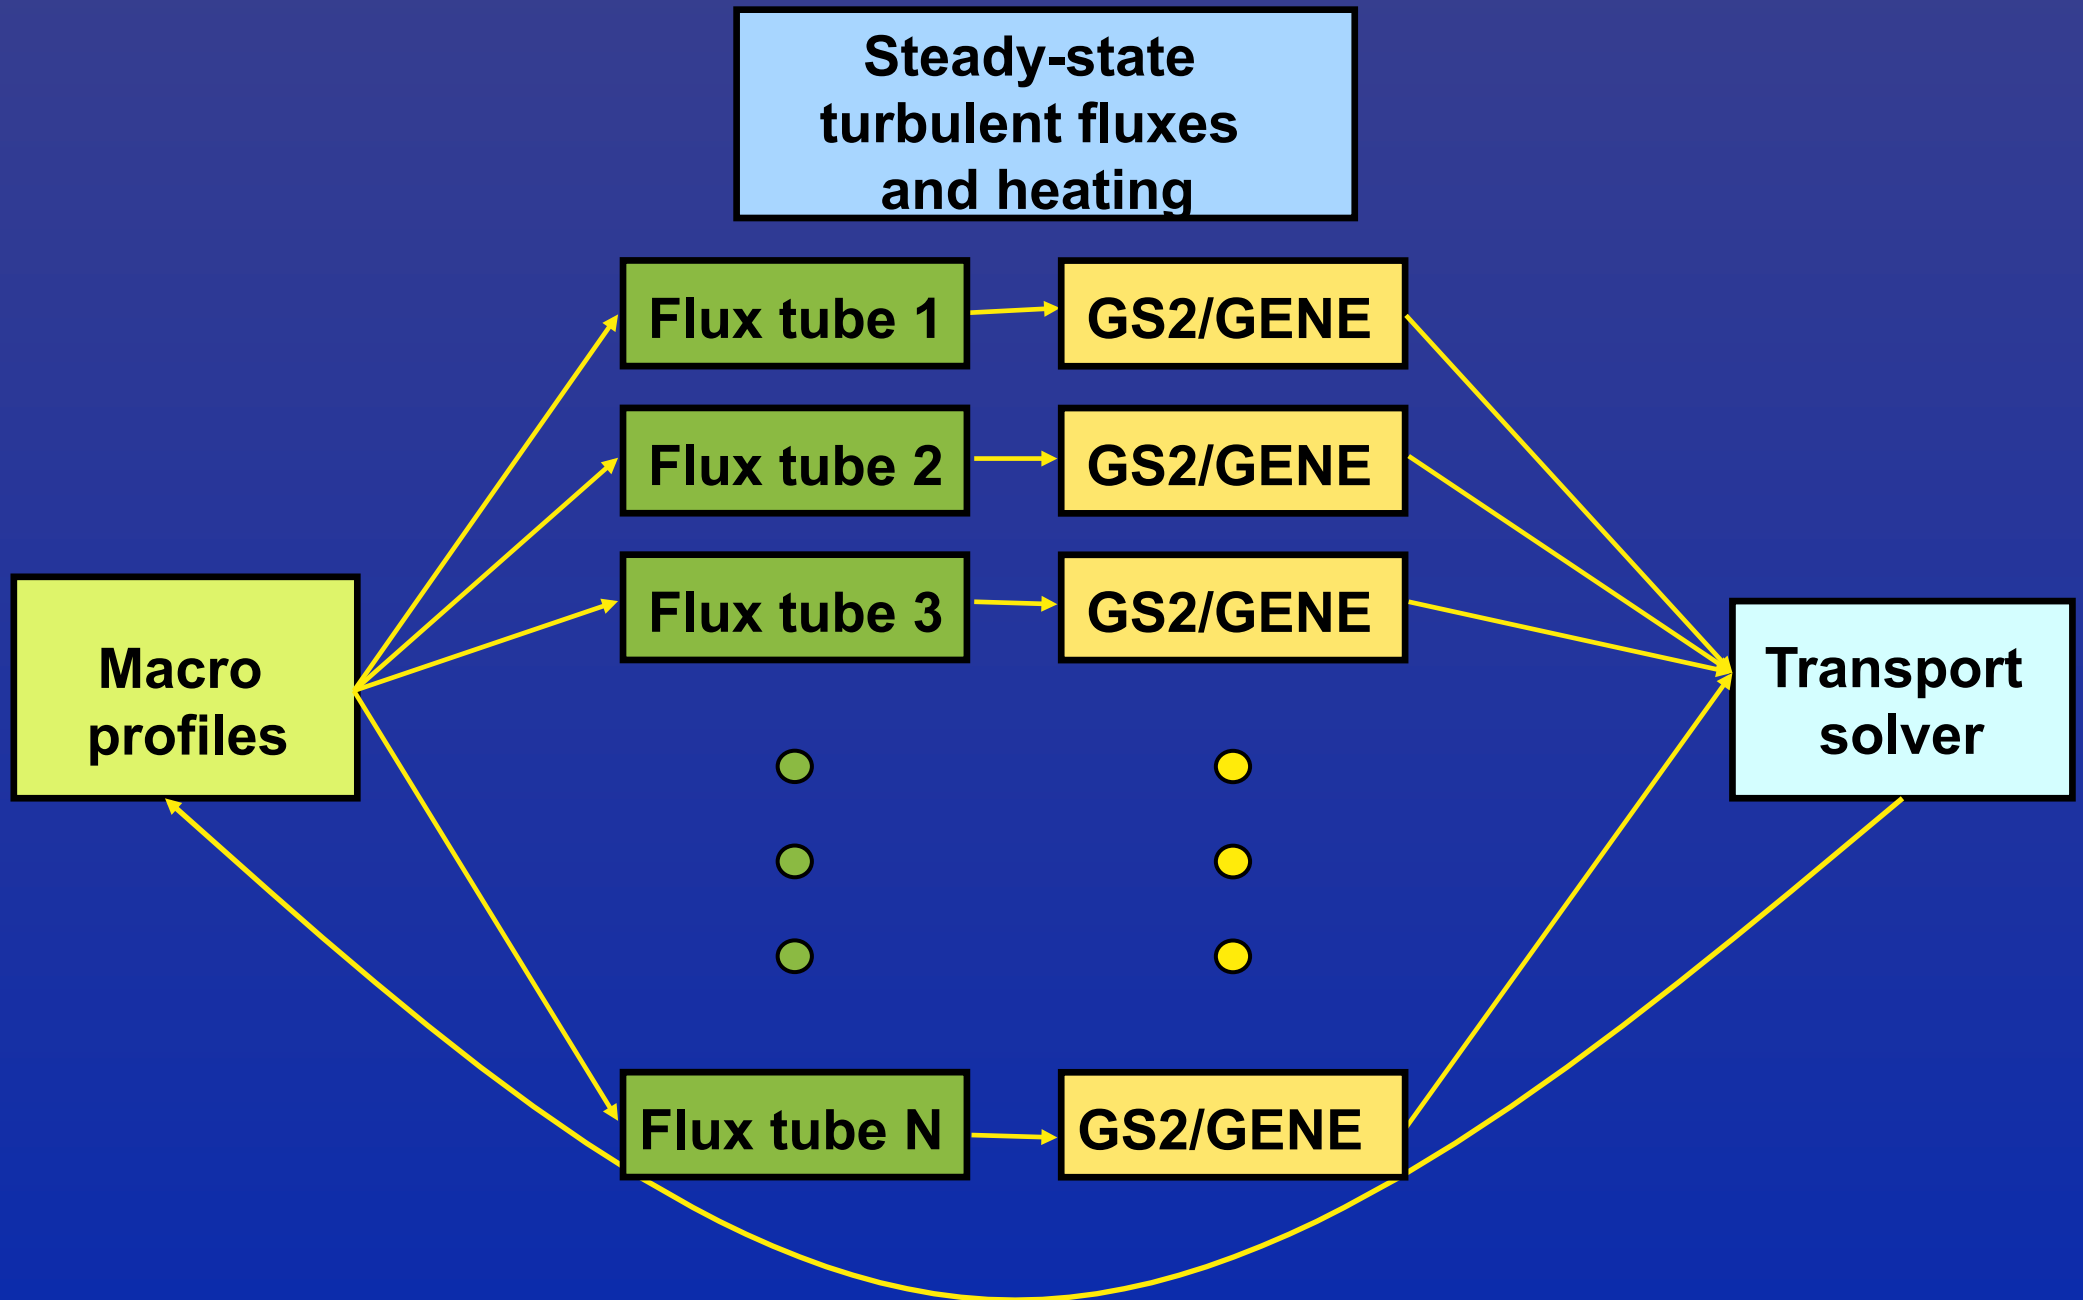 Steady-state
turbulent fluxes
and heating
Flux tube 1
GS2/GENE
Flux tube 2
GS2/GENE
Flux tube 3
GS2/GENE
Macro
profiles
Transport
solver
Flux tube N
GS2/GENE